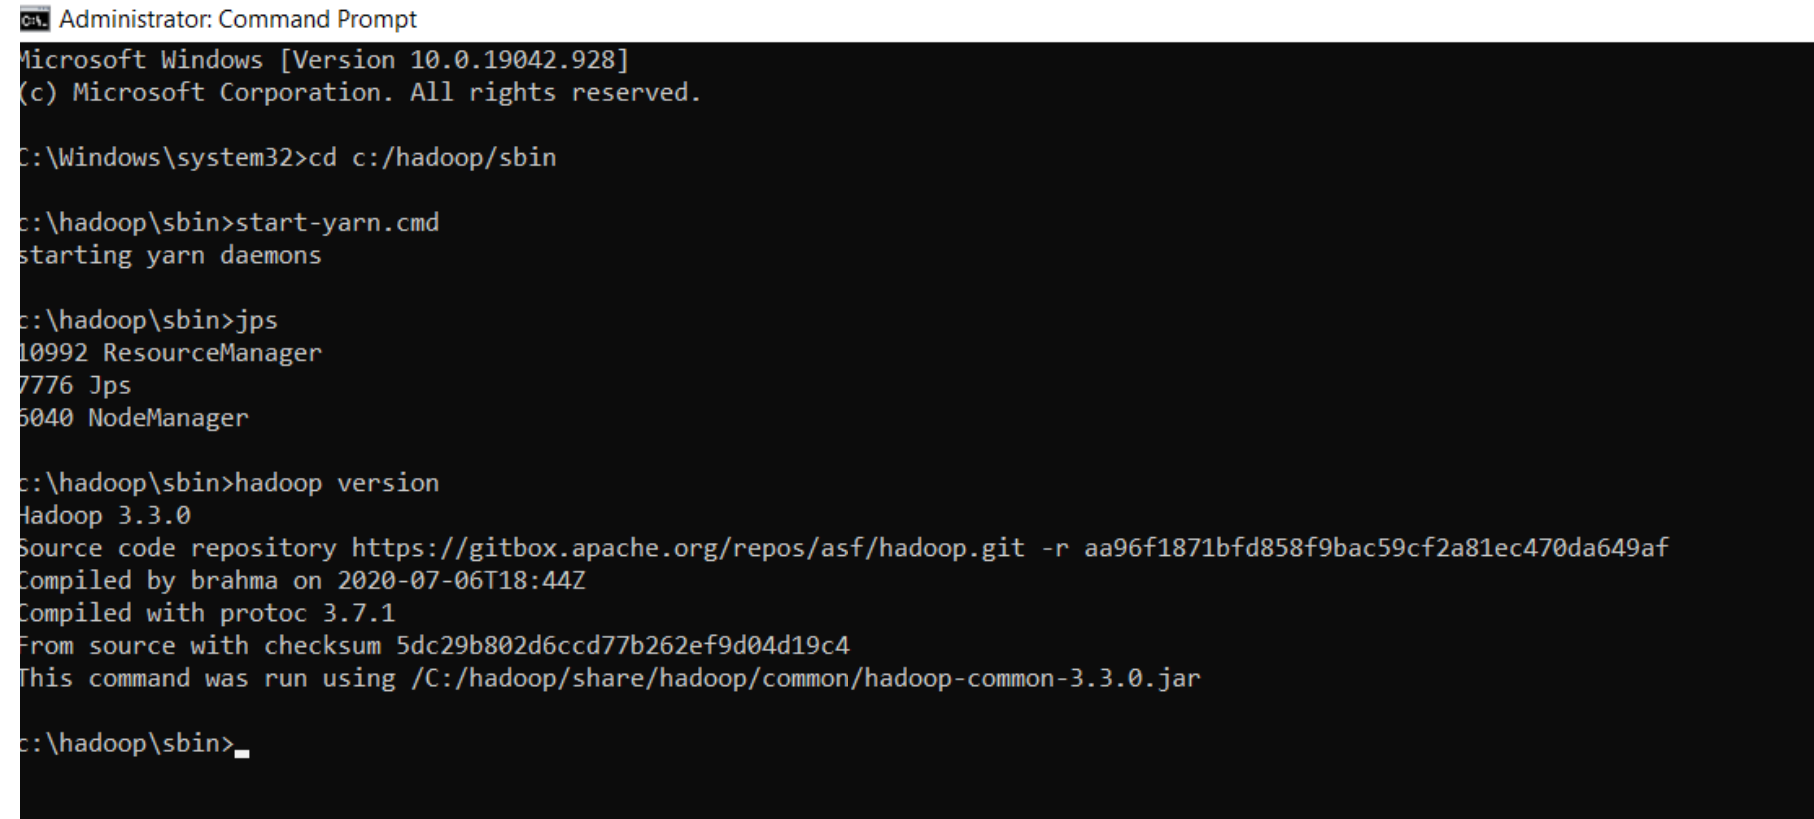 Administrator: Command Prompt
Microsoft Windows [Version 10.0.19042.928]
(c) Microsoft Corporation. All rights reserved.
C:\Windows\system32>cd c:/hadoop/sbin
c:\hadoop\sbin>start-yarn.cmd
starting yarn daemons
c:\hadoop\sbin>jps
10992 ResourceManager
7776 Jps
6040 NodeManager
c:\hadoop\sbin>hadoop version
Hadoop 3.3.0
Source code repository https://gitbox.apache.org/repos/asf/hadoop.git -r aa96f1871bfd858f9bac59cf2a81ec470da649af
Compiled by brahma on 2020-07-06T18:44Z
Compiled with protoc 3.7.1
From source with checksum 5dc29b802d6ccd77b262ef9d04d19c4
This command was run using /C:/hadoop/share/hadoop/common/hadoop-common-3.3.0.jar
c:\hadoop\sbin>